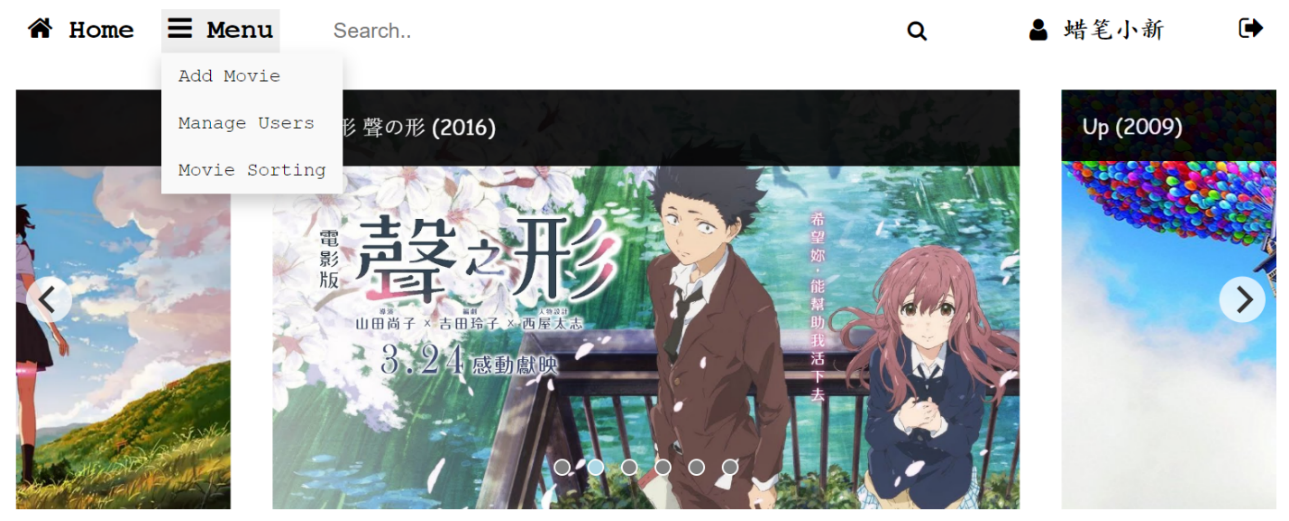 Home
Menu
Search..
蜡笔小新
Add Movie
Manage Users
Movie Sorting
形 聲の形 (2016)
Up (2009)
電影版
聲之形
導演 編劇 人物設計
山田尚子 × 吉田玲子 × 西屋太志
3.24 感動獻映
希望妳，能幫助我活下去